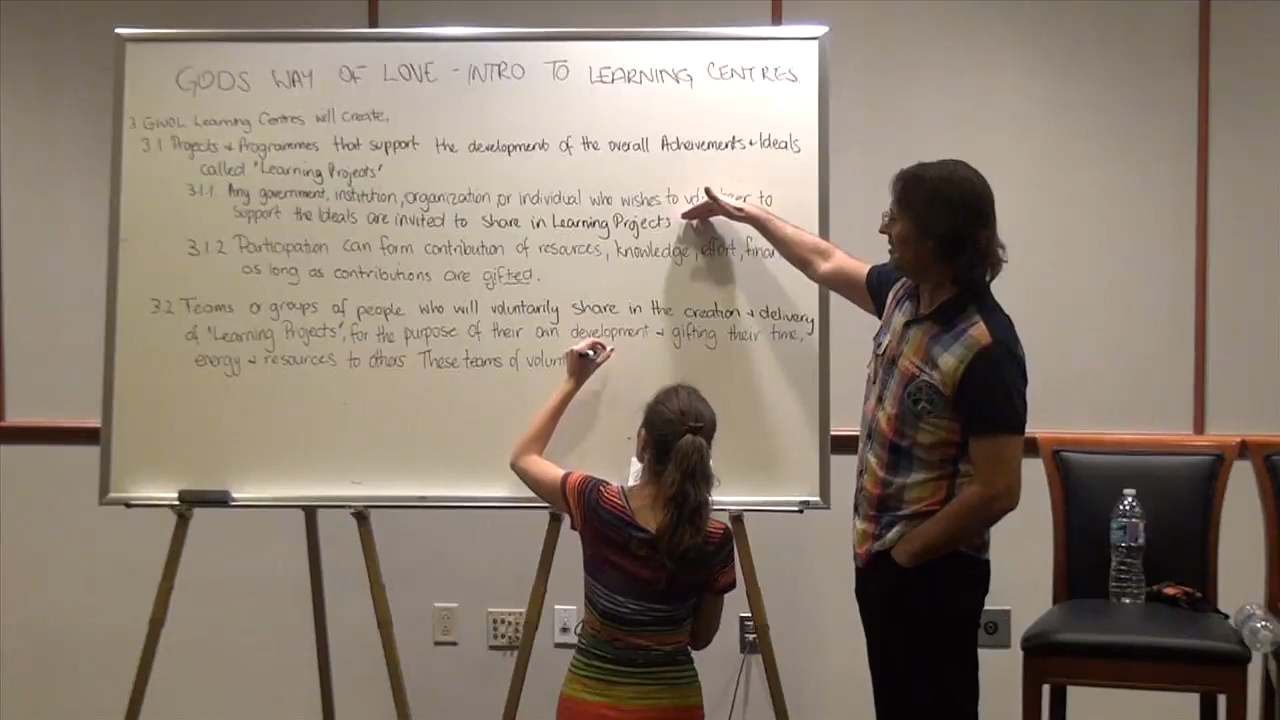 GODS WAY OF LOVE - INTRO TO LEARNING CENTRES
3 GWOL Learning Centres will create,
3.1 Projects + Programmes that support the development of the overall Acheivements + Ideals
called "Learning Projects"
3.1.1. Any government, institution, organization, or individual who wishes to to
support the Ideals are invited to share in Learning Projects
3.1.2 Participation can form contribution of resources, knowledge, effort,
as long as contributions are gifted.
3.2 Teams or groups of people who will voluntarily share in the creation + delivery
of "Learning Projects", for the purpose of their own development + gifting their time,
energy + resources to others These teams of